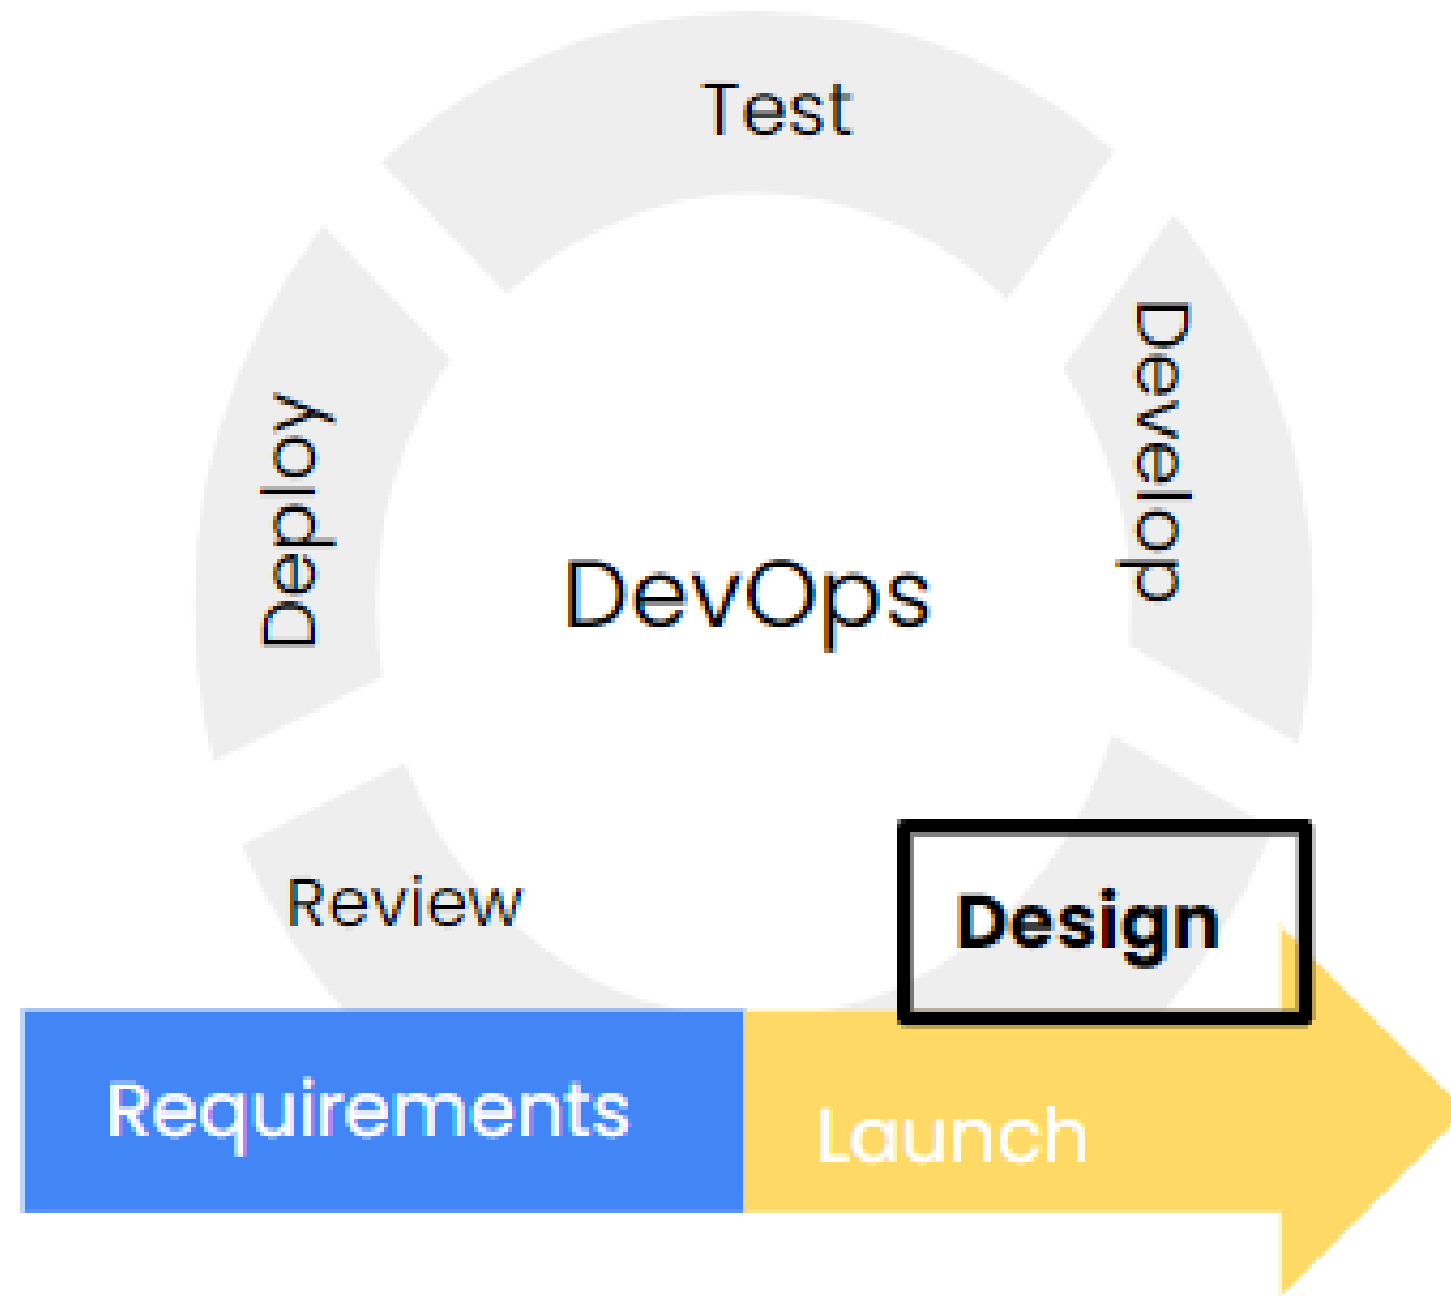 Test
Develop
Deploy
DevOps
Review
Design
Requirements
Launch